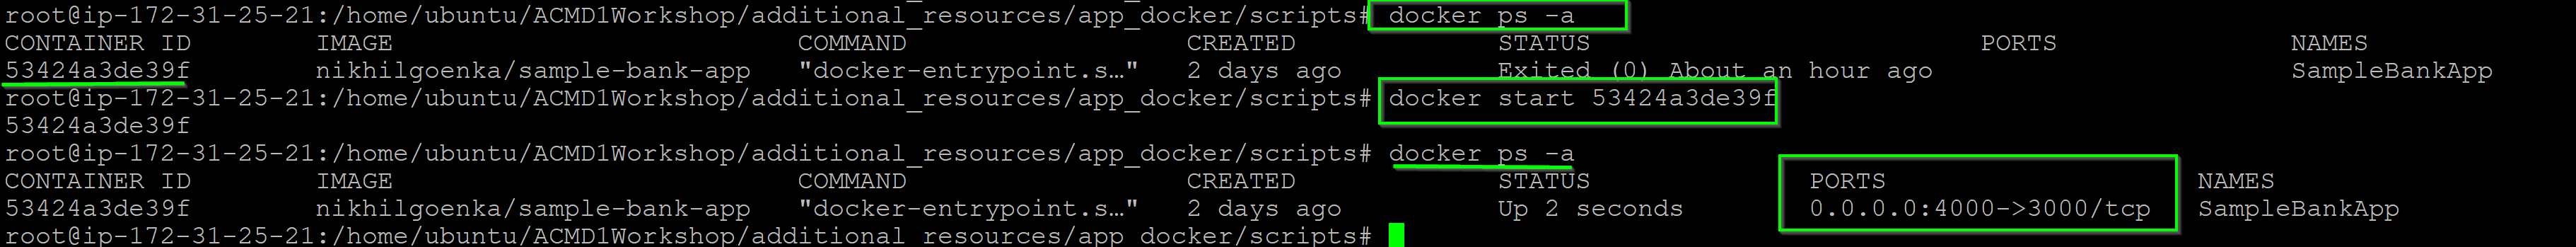 root@ip-172-31-25-21:/home/ubuntu/ACMD1Workshop/additional_resources/app_docker/scripts# docker ps -a
CONTAINER ID IMAGE COMMAND CREATED STATUS PORTS NAMES
53424a3de39f nikhilgoenka/sample-bank-app "docker-entrypoint.s…" 2 days ago Exited (0) About an hour ago SampleBankApp
root@ip-172-31-25-21:/home/ubuntu/ACMD1Workshop/additional_resources/app_docker/scripts# docker start 53424a3de39f
53424a3de39f
root@ip-172-31-25-21:/home/ubuntu/ACMD1Workshop/additional_resources/app_docker/scripts# docker ps -a
CONTAINER ID IMAGE COMMAND CREATED STATUS PORTS NAMES
53424a3de39f nikhilgoenka/sample-bank-app "docker-entrypoint.s…" 2 days ago Up 2 seconds 0.0.0.0:4000->3000/tcp SampleBankApp
root@ip-172-31-25-21:/home/ubuntu/ACMD1Workshop/additional_resources/app_docker/scripts#